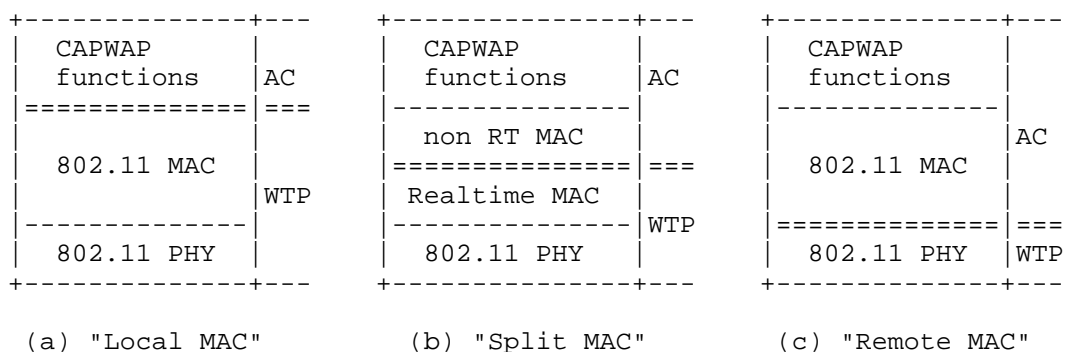 +--------------+---    +---------------+---    +--------------+---
|  CAPWAP      |       |  CAPWAP       |       |  CAPWAP      |
|  functions   |AC     |  functions    |AC     |  functions   |
|==============|===    |---------------|       |--------------|
|              |       |  non RT MAC   |       |              |AC
|  802.11 MAC  |       |===============|===    |  802.11 MAC  |
|              |WTP    | Realtime MAC  |       |              |
|--------------|       |---------------|WTP    |==============|===
|  802.11 PHY  |       |  802.11 PHY   |       |  802.11 PHY  |WTP
+--------------+---    +---------------+---    +--------------+---
(a) "Local MAC"        (b) "Split MAC"        (c) "Remote MAC"